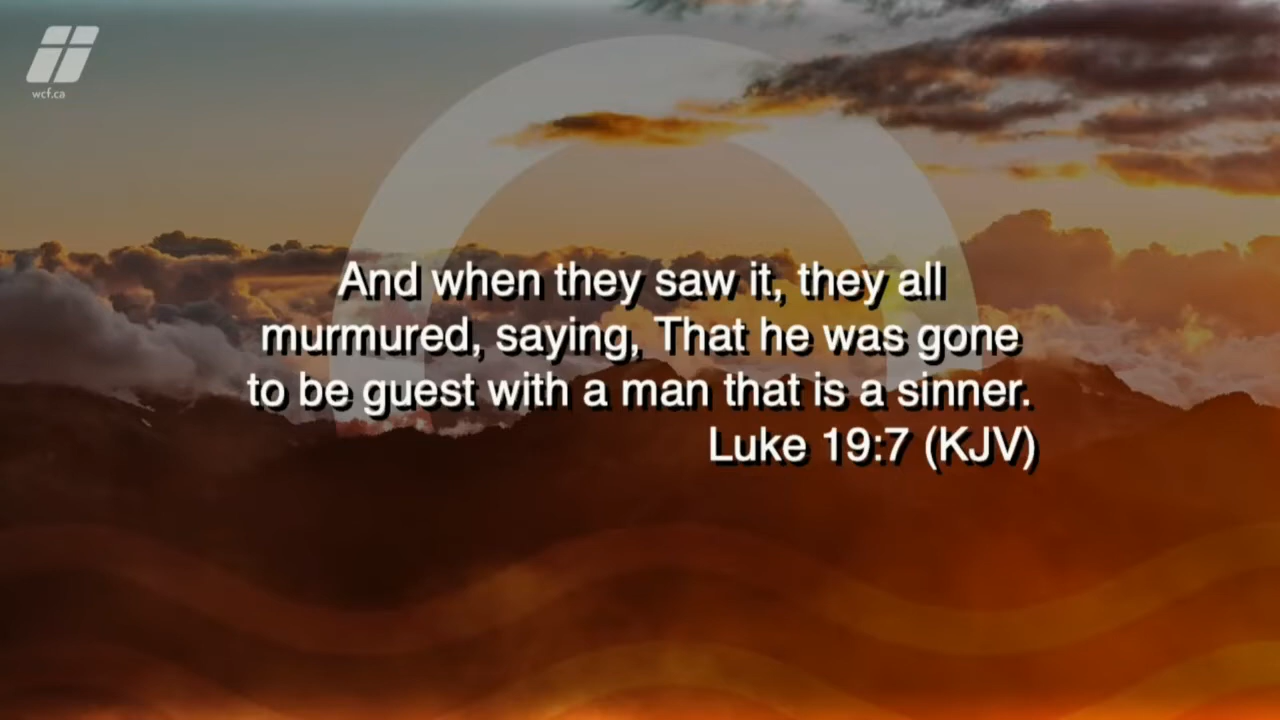 wcf.ca
And when they saw it, they all
murmured, saying, That he was gone
to be guest with a man that is a sinner.
Luke 19:7 (KJV)